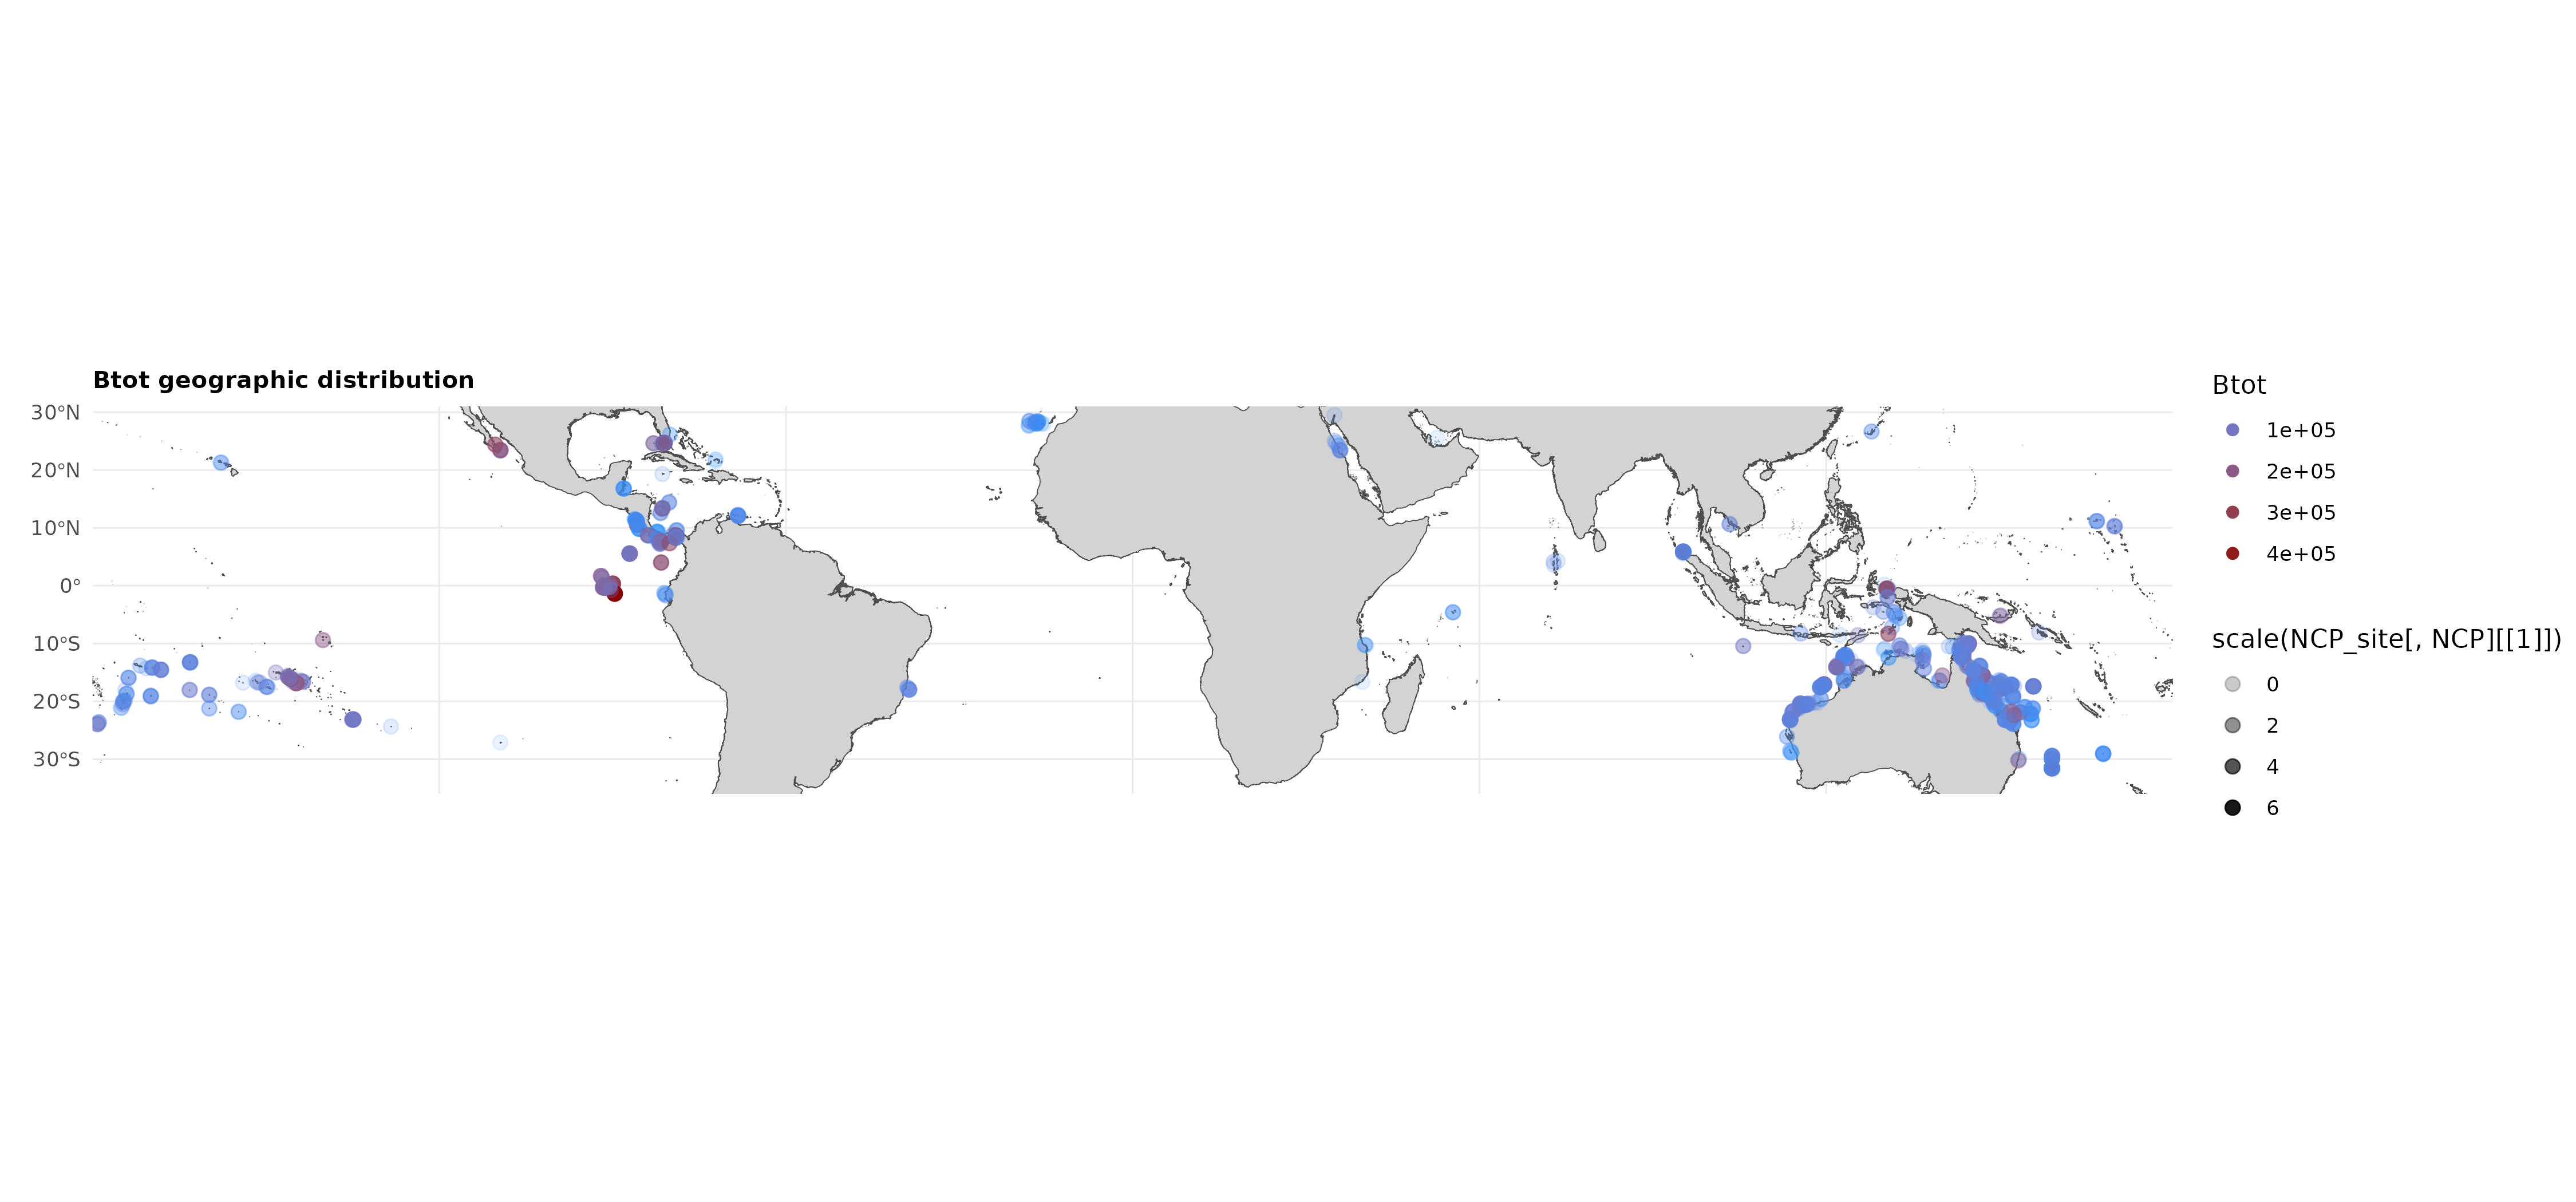 Btot geographic distribution
30°N
20°N
10°N
0°
10°S
20°S
30°S
Btot
1e+05
2e+05
3e+05
4e+05
scale(NCP_site[, NCP][[1]])
0
2
4
6